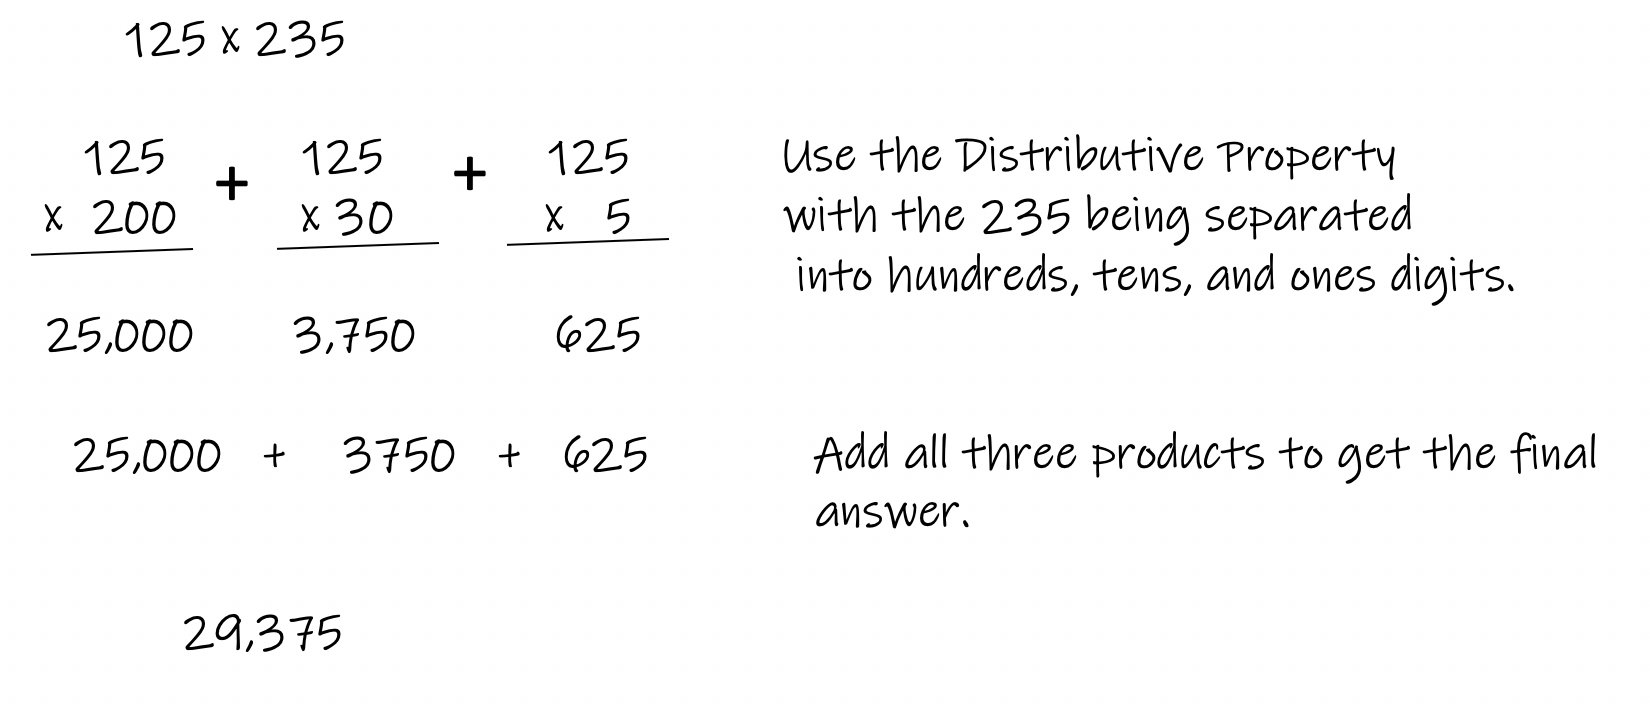 125 x 235
125 + 125 + 125
x 200 x 30 x 5
Use the Distributive Property
with the 235 being separated
into hundreds, tens, and ones digits.
25,000 3,750 625
25,000 + 3750 + 625
Add all three products to get the final
answer.
29,375